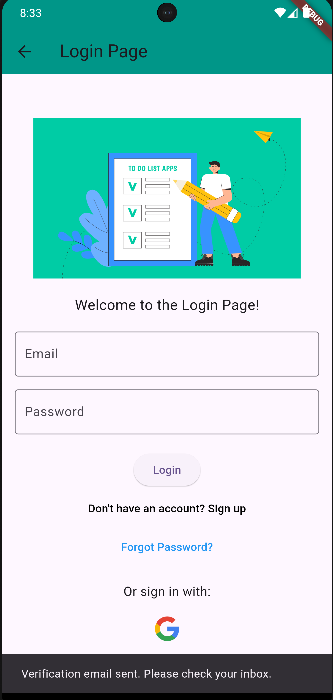 8:33
DEBUG
Login Page
TO DO LIST APPS
V
V
V
Welcome to the Login Page!
Email
Password
Login
Don't have an account? Sign up
Forgot Password?
Or sign in with:
G
Verification email sent. Please check your inbox.